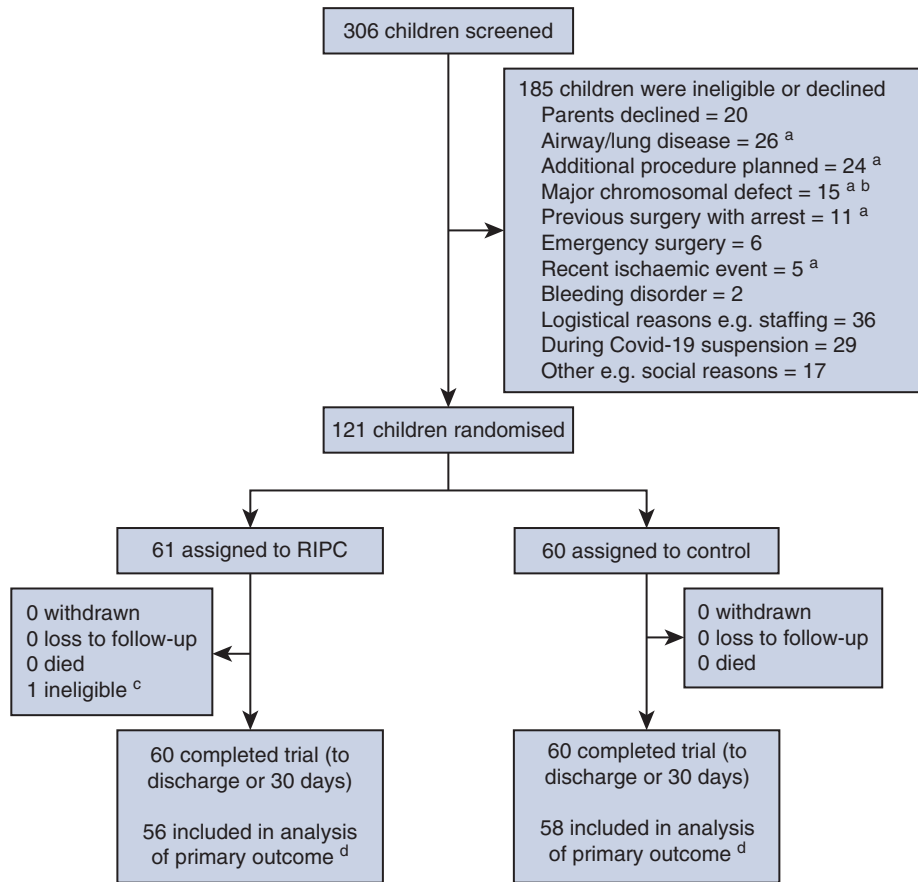 306 children screened
185 children were ineligible or declined
Parents declined = 20
Airway/lung disease = 26 a
Additional procedure planned = 24 a
Major chromosomal defect = 15 a b
Previous surgery with arrest = 11 a
Emergency surgery = 6
Recent ischaemic event = 5 a
Bleeding disorder = 2
Logistical reasons e.g. staffing = 36
During Covid-19 suspension = 29
Other e.g. social reasons = 17
121 children randomised
61 assigned to RIPC
60 assigned to control
0 withdrawn
0 loss to follow-up
0 died
1 ineligible c
0 withdrawn
0 loss to follow-up
0 died
60 completed trial (to
discharge or 30 days)
56 included in analysis
of primary outcome d
60 completed trial (to
discharge or 30 days)
58 included in analysis
of primary outcome d